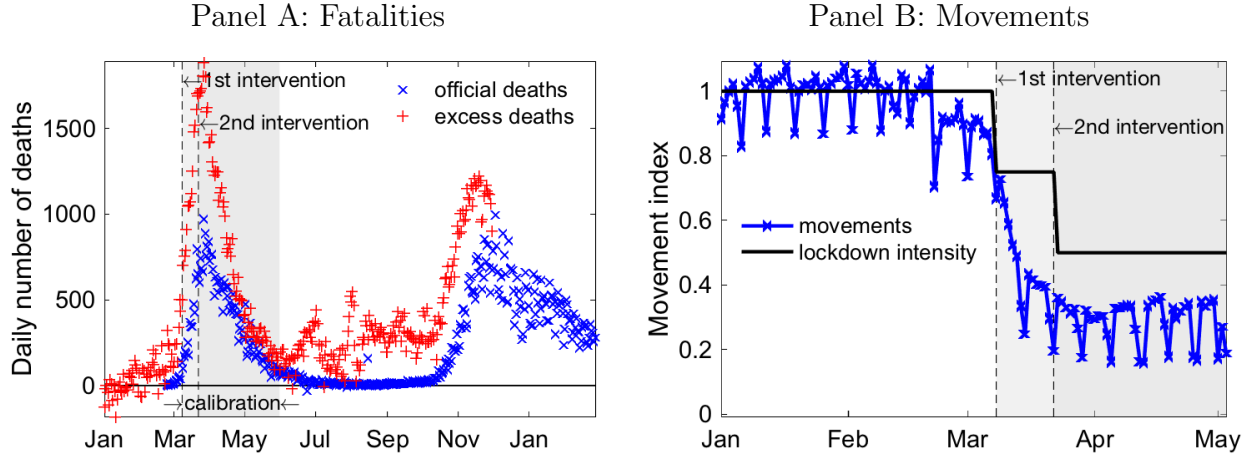 Panel A: Fatalities
←1st intervention
←2nd intervention
official deaths
excess deaths
→calibration←
Daily number of deaths
1500
1000
500
0
Jan Mar May Jul Sep Nov Jan
Panel B: Movements
←1st intervention
←2nd intervention
movements
lockdown intensity
Movement index
1
0.8
0.6
0.4
0.2
0
Jan Feb Mar Apr May